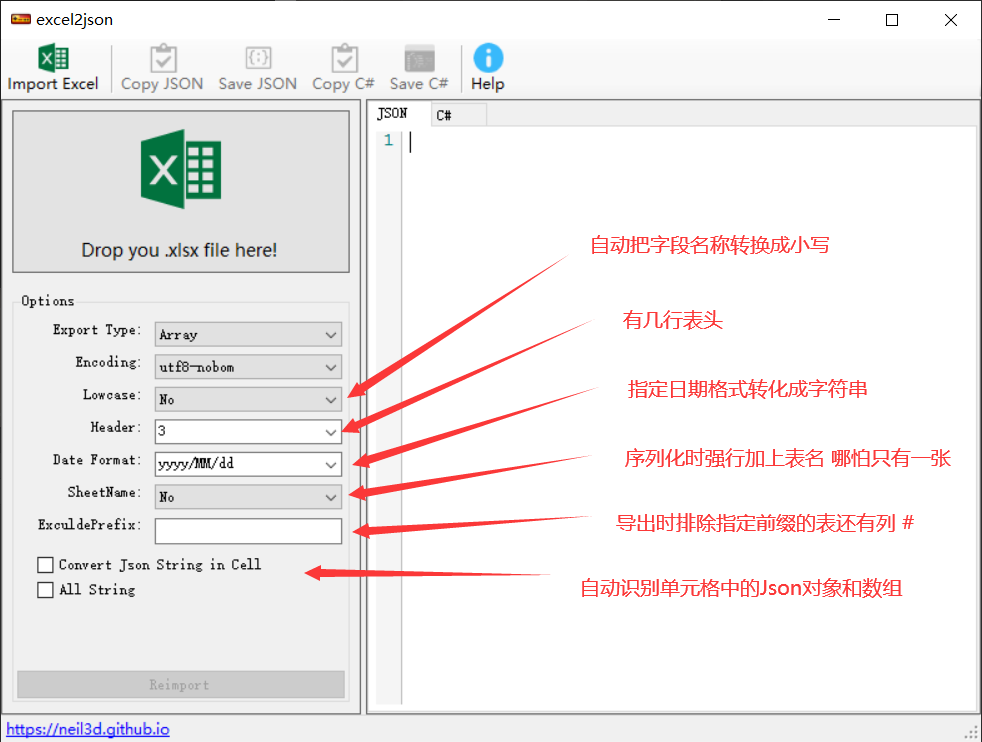 excel2json
Import Excel
Copy JSON
Save JSON
Copy C#
Save C#
Help
Drop you .xlsx file here!
Options
Export Type: Array
Encoding: utf8-nobom
Lowcase: No
Header: 3
Date Format: yyyy/MM/dd
SheetName: No
ExculdePrefix:
Convert Json String in Cell
All String
Reimport
https://neil3d.github.io
JSON
C#
1
自动把字段名称转换成小写
有几行表头
指定日期格式转化成字符串
序列化时强行加上表名 哪怕只有一张
导出时排除指定前缀的表还有列 #
自动识别单元格中的Json对象和数组